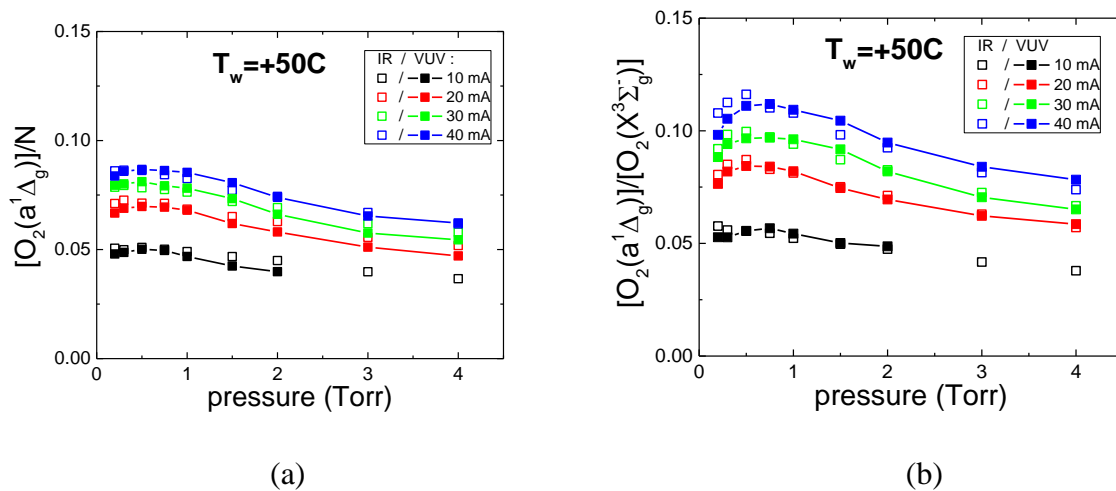 0.15
0.10
0.05
0.00
[O₂(a¹Δg)]/N
T_w=+50C
IR / VUV :
/ 10 mA
/ 20 mA
/ 30 mA
/ 40 mA
0 1 2 3 4
pressure (Torr)
(a)
0.15
0.10
0.05
0.00
[O₂(a¹Δg)]/[O₂(X³Σg⁻)]
T_w=+50C
IR / VUV
/ 10 mA
/ 20 mA
/ 30 mA
/ 40 mA
0 1 2 3 4
pressure (Torr)
(b)